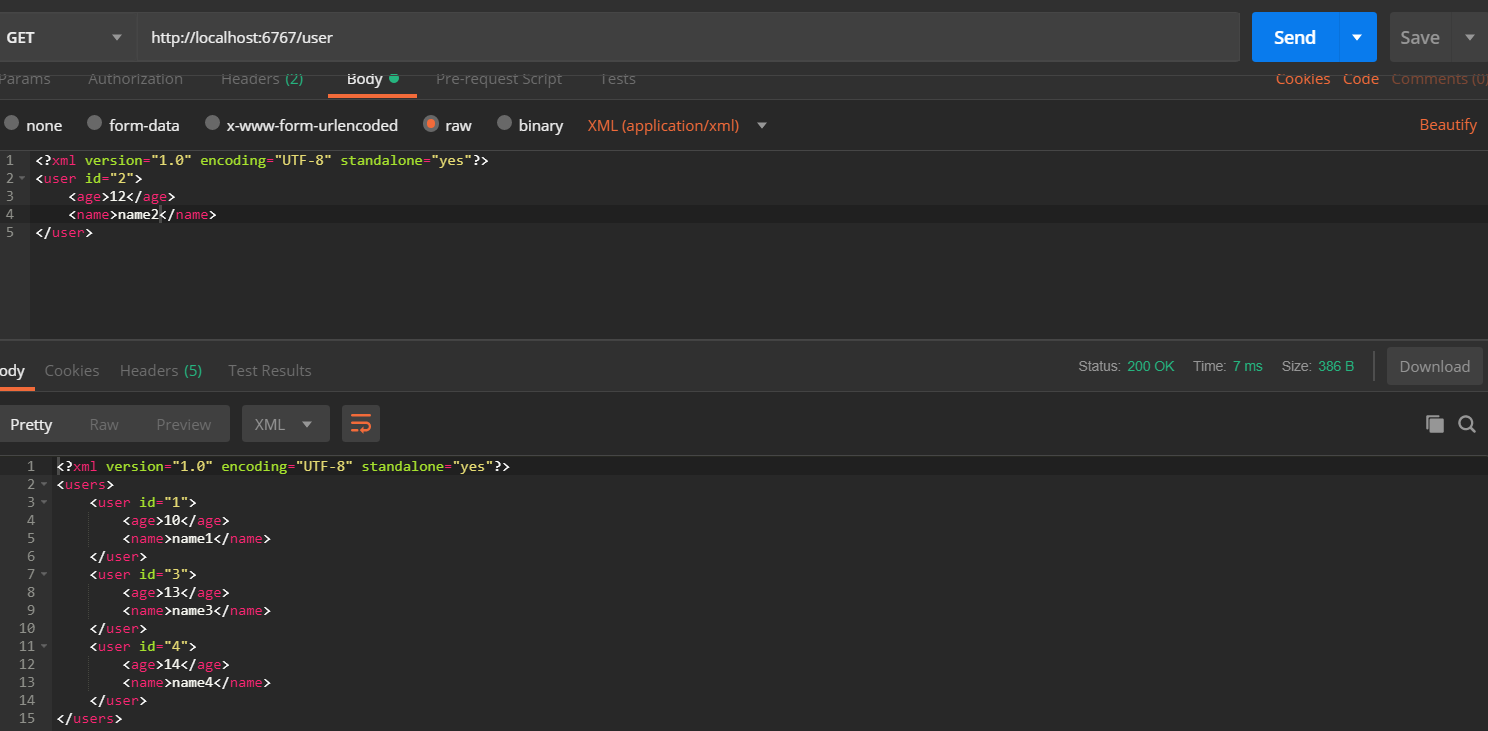 GET http://localhost:6767/user Send Save
Params Authorization Headers (2) Body Pre-request Script Tests Cookies Code Comments (0)
none form-data x-www-form-urlencoded raw binary XML (application/xml) Beautify
1 <?xml version="1.0" encoding="UTF-8" standalone="yes"?>
2 <user id="2">
3 <age>12</age>
4 <name>name2</name>
5 </user>
ody Cookies Headers (5) Test Results Status: 200 OK Time: 7 ms Size: 386 B Download
Pretty Raw Preview XML
1 <?xml version="1.0" encoding="UTF-8" standalone="yes"?>
2 <users>
3 <user id="1">
4 <age>10</age>
5 <name>name1</name>
6 </user>
7 <user id="3">
8 <age>13</age>
9 <name>name3</name>
10 </user>
11 <user id="4">
12 <age>14</age>
13 <name>name4</name>
14 </user>
15 </users>